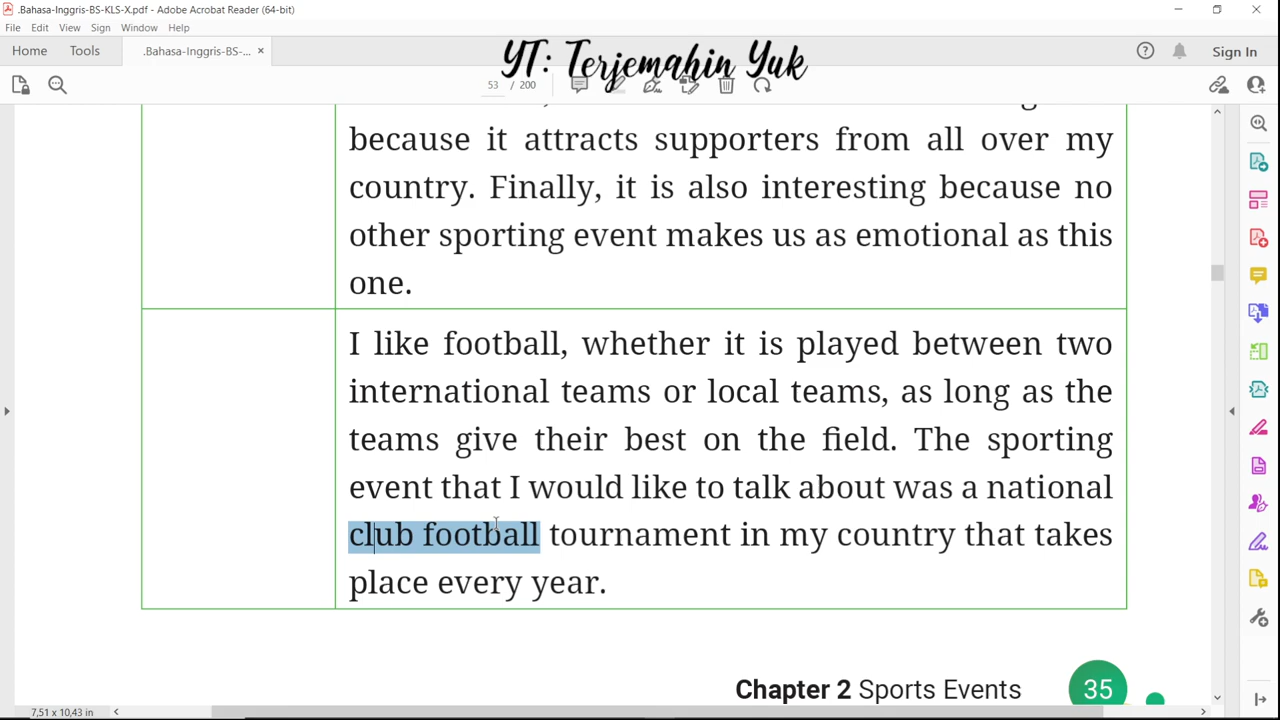 .Bahasa-Inggris-BS-KLS-X.pdf - Adobe Acrobat Reader (64-bit)
File Edit View Sign Window Help
Home Tools .Bahasa-Inggris-BS-... × Sign In
YT: Terjemahin Yuk
53 / 200
because it attracts supporters from all over my
country. Finally, it is also interesting because no
other sporting event makes us as emotional as this
one.
I like football, whether it is played between two
international teams or local teams, as long as the
teams give their best on the field. The sporting
event that I would like to talk about was a national
club football tournament in my country that takes
place every year.
Chapter 2 Sports Events 35
7,51 x 10,43 in